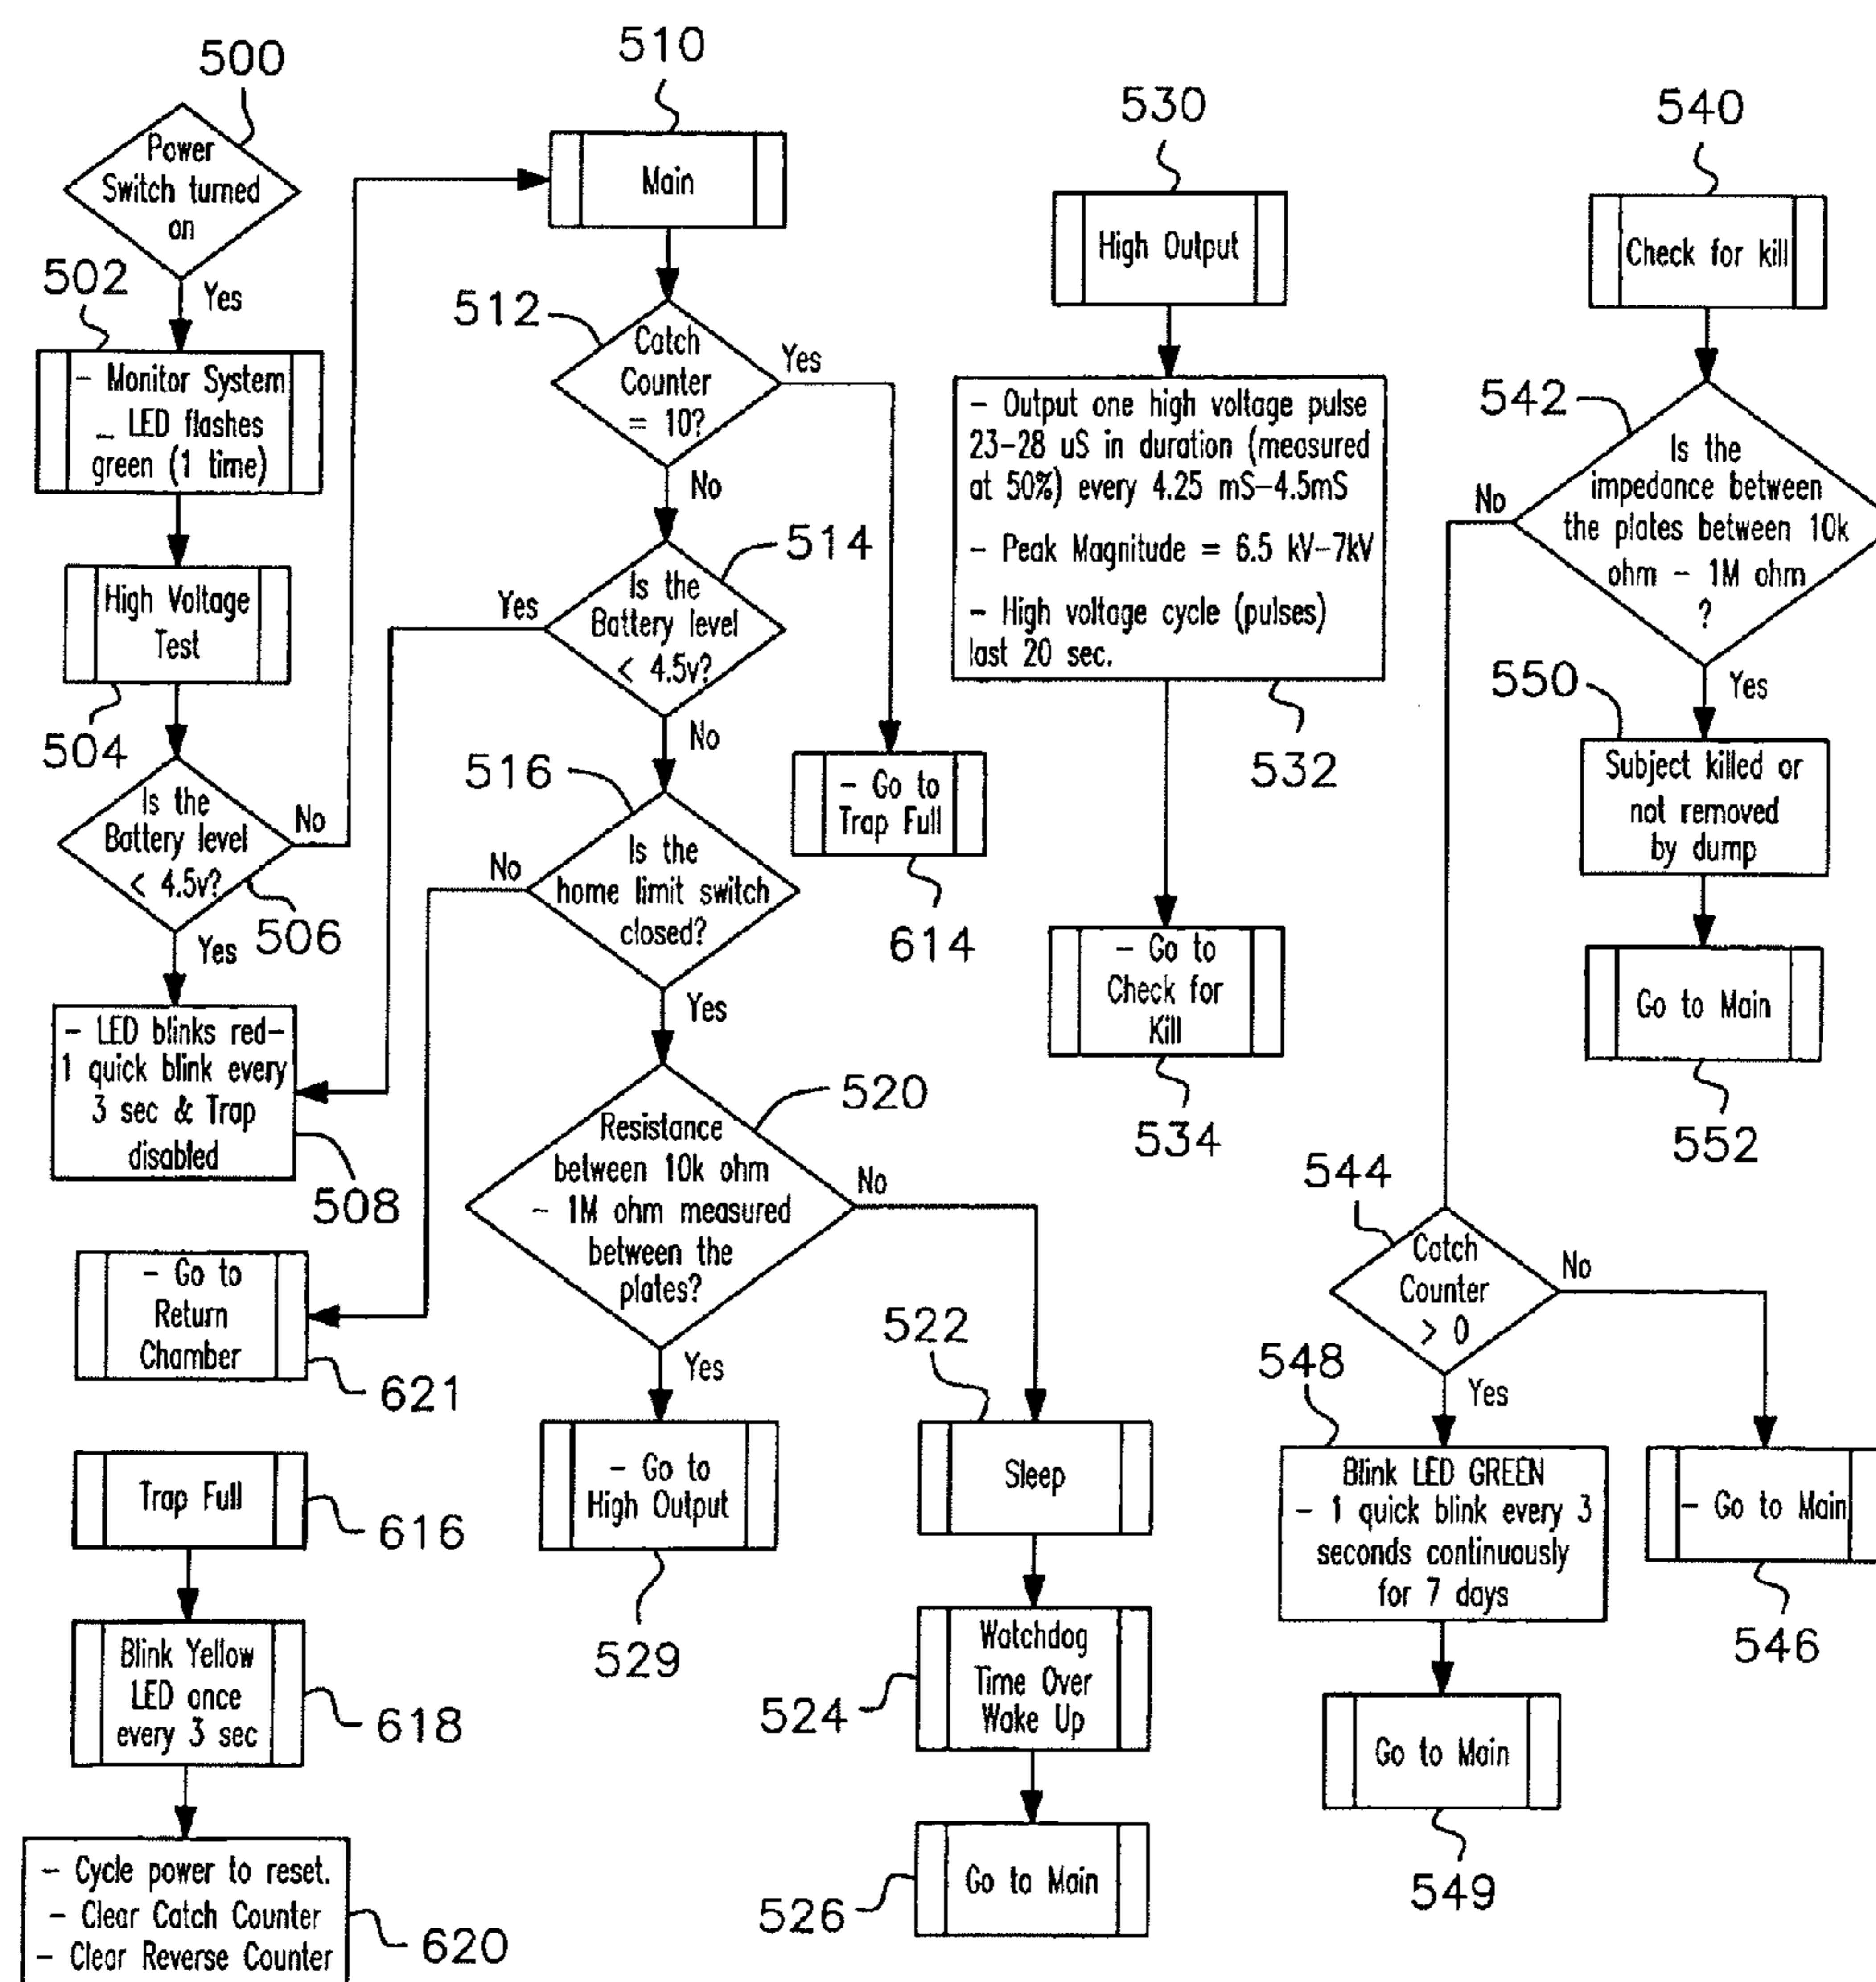 500
Power
Switch turned
on
Yes
502
- Monitor System
_ LED flashes
green (1 time)
High Voltage
Test
504
Is the
Battery level
< 4.5v?
No
506
Yes
- LED blinks red-
1 quick blink every
3 sec & Trap
disabled
508
- Go to
Return
Chamber
621
Trap Full
616
Blink Yellow
LED once
every 3 sec
618
- Cycle power to reset.
- Clear Catch Counter
- Clear Reverse Counter
620
510
Main
512
Catch
Counter
= 10?
Yes
No
514
Is the
Battery level
< 4.5v?
Yes
No
- Go to
Trap Full
614
516
Is the
home limit switch
closed?
No
Yes
520
Resistance
between 10k ohm
- 1M ohm measured
between the
plates?
No
Yes
- Go to
High Output
529
522
Sleep
Watchdog
Time Over
Wake Up
524
Go to Main
526
530
High Output
- Output one high voltage pulse
23-28 uS in duration (measured
at 50%) every 4.25 mS-4.5mS
- Peak Magnitude = 6.5 kV-7kV
- High voltage cycle (pulses)
last 20 sec.
532
- Go to
Check for
Kill
534
540
Check for kill
542
Is the
impedance between
the plates between 10k
ohm - 1M ohm
?
No
Yes
550
Subject killed or
not removed
by dump
Go to Main
552
544
Catch
Counter
> 0
No
Yes
548
Blink LED GREEN
- 1 quick blink every 3
seconds continuously
for 7 days
- Go to Main
546
Go to Main
549